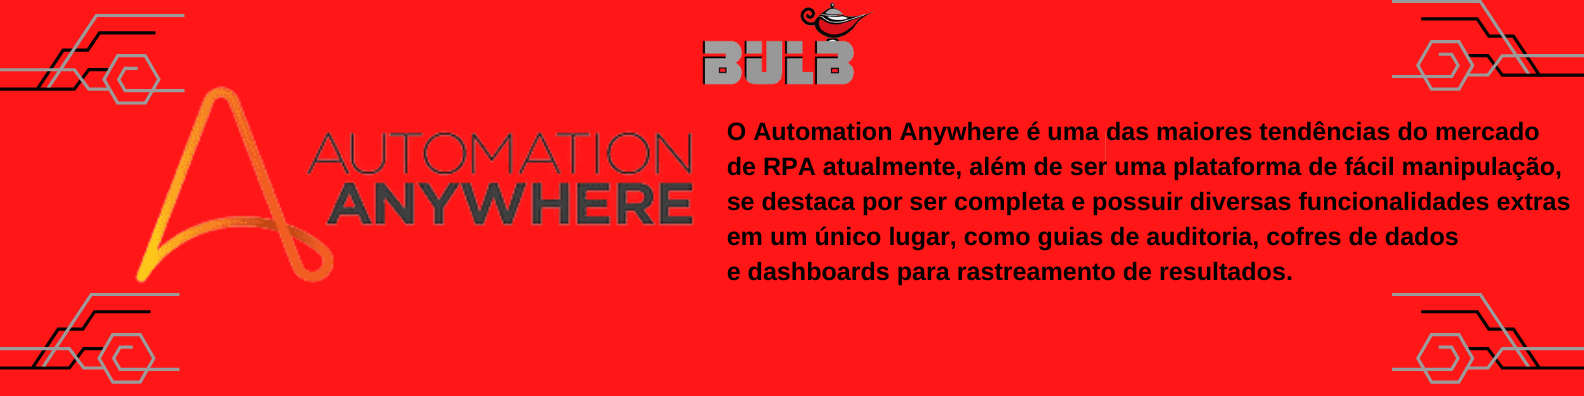 BULB
AUTOMATION
ANYWHERE
O Automation Anywhere é uma das maiores tendências do mercado
de RPA atualmente, além de ser uma plataforma de fácil manipulação,
se destaca por ser completa e possuir diversas funcionalidades extras
em um único lugar, como guias de auditoria, cofres de dados
e dashboards para rastreamento de resultados.